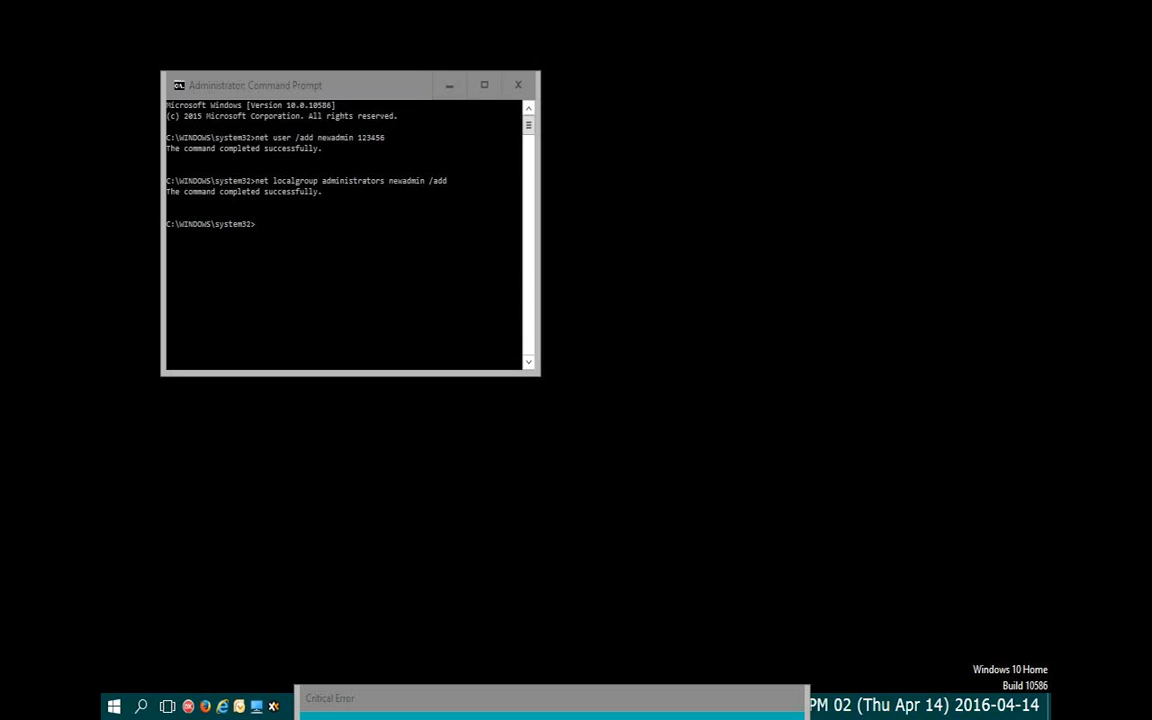 Administrator: Command Prompt
Microsoft Windows [Version 10.0.10586]
(c) 2015 Microsoft Corporation. All rights reserved.
C:\WINDOWS\system32>net user /add newadmin 123456
The command completed successfully.
C:\WINDOWS\system32>net localgroup administrators newadmin /add
The command completed successfully.
C:\WINDOWS\system32>
Windows 10 Home
Build 10586
Critical Error
PM 02 (Thu Apr 14) 2016-04-14